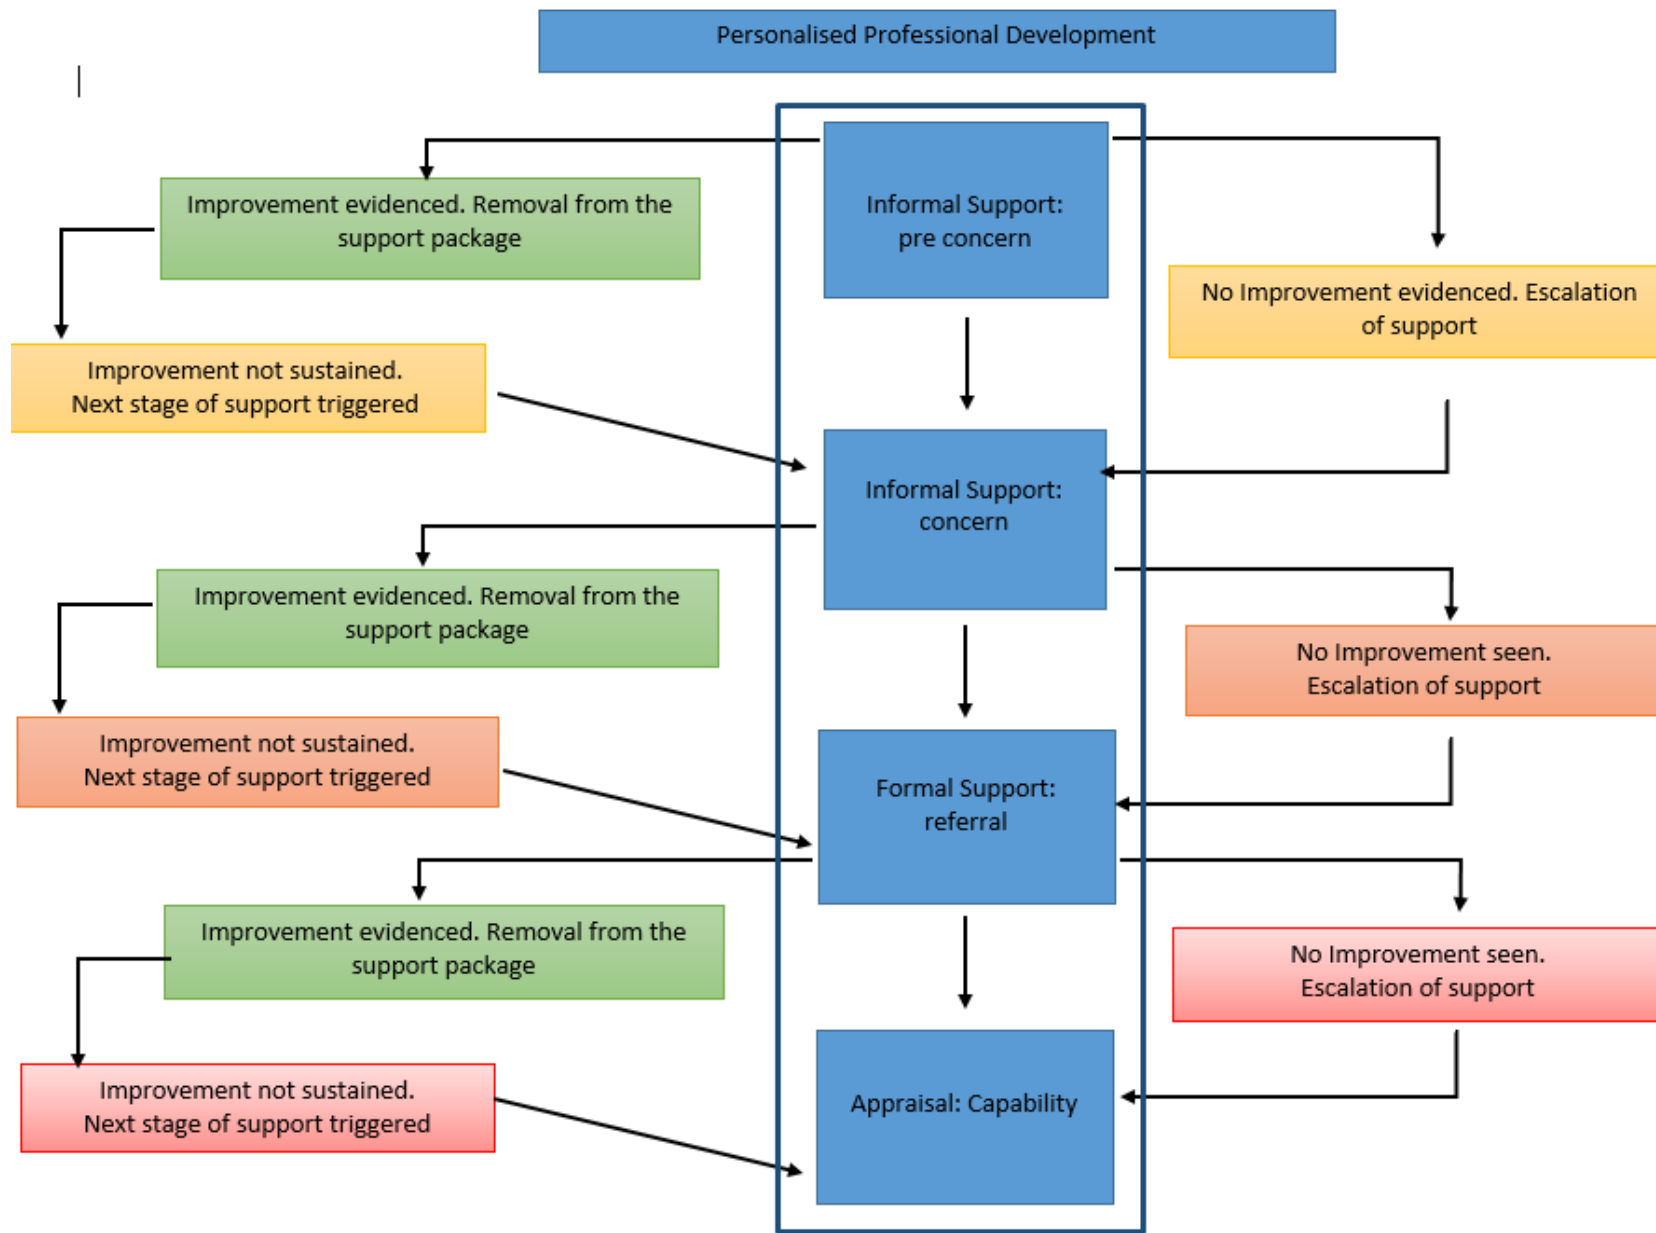 Personalised Professional Development
Informal Support:
pre concern
Improvement evidenced. Removal from the
support package
No Improvement evidenced. Escalation
of support
Improvement not sustained.
Next stage of support triggered
Informal Support:
concern
Improvement evidenced. Removal from the
support package
No Improvement seen.
Escalation of support
Improvement not sustained.
Next stage of support triggered
Formal Support:
referral
Improvement evidenced. Removal from the
support package
No Improvement seen.
Escalation of support
Improvement not sustained.
Next stage of support triggered
Appraisal: Capability